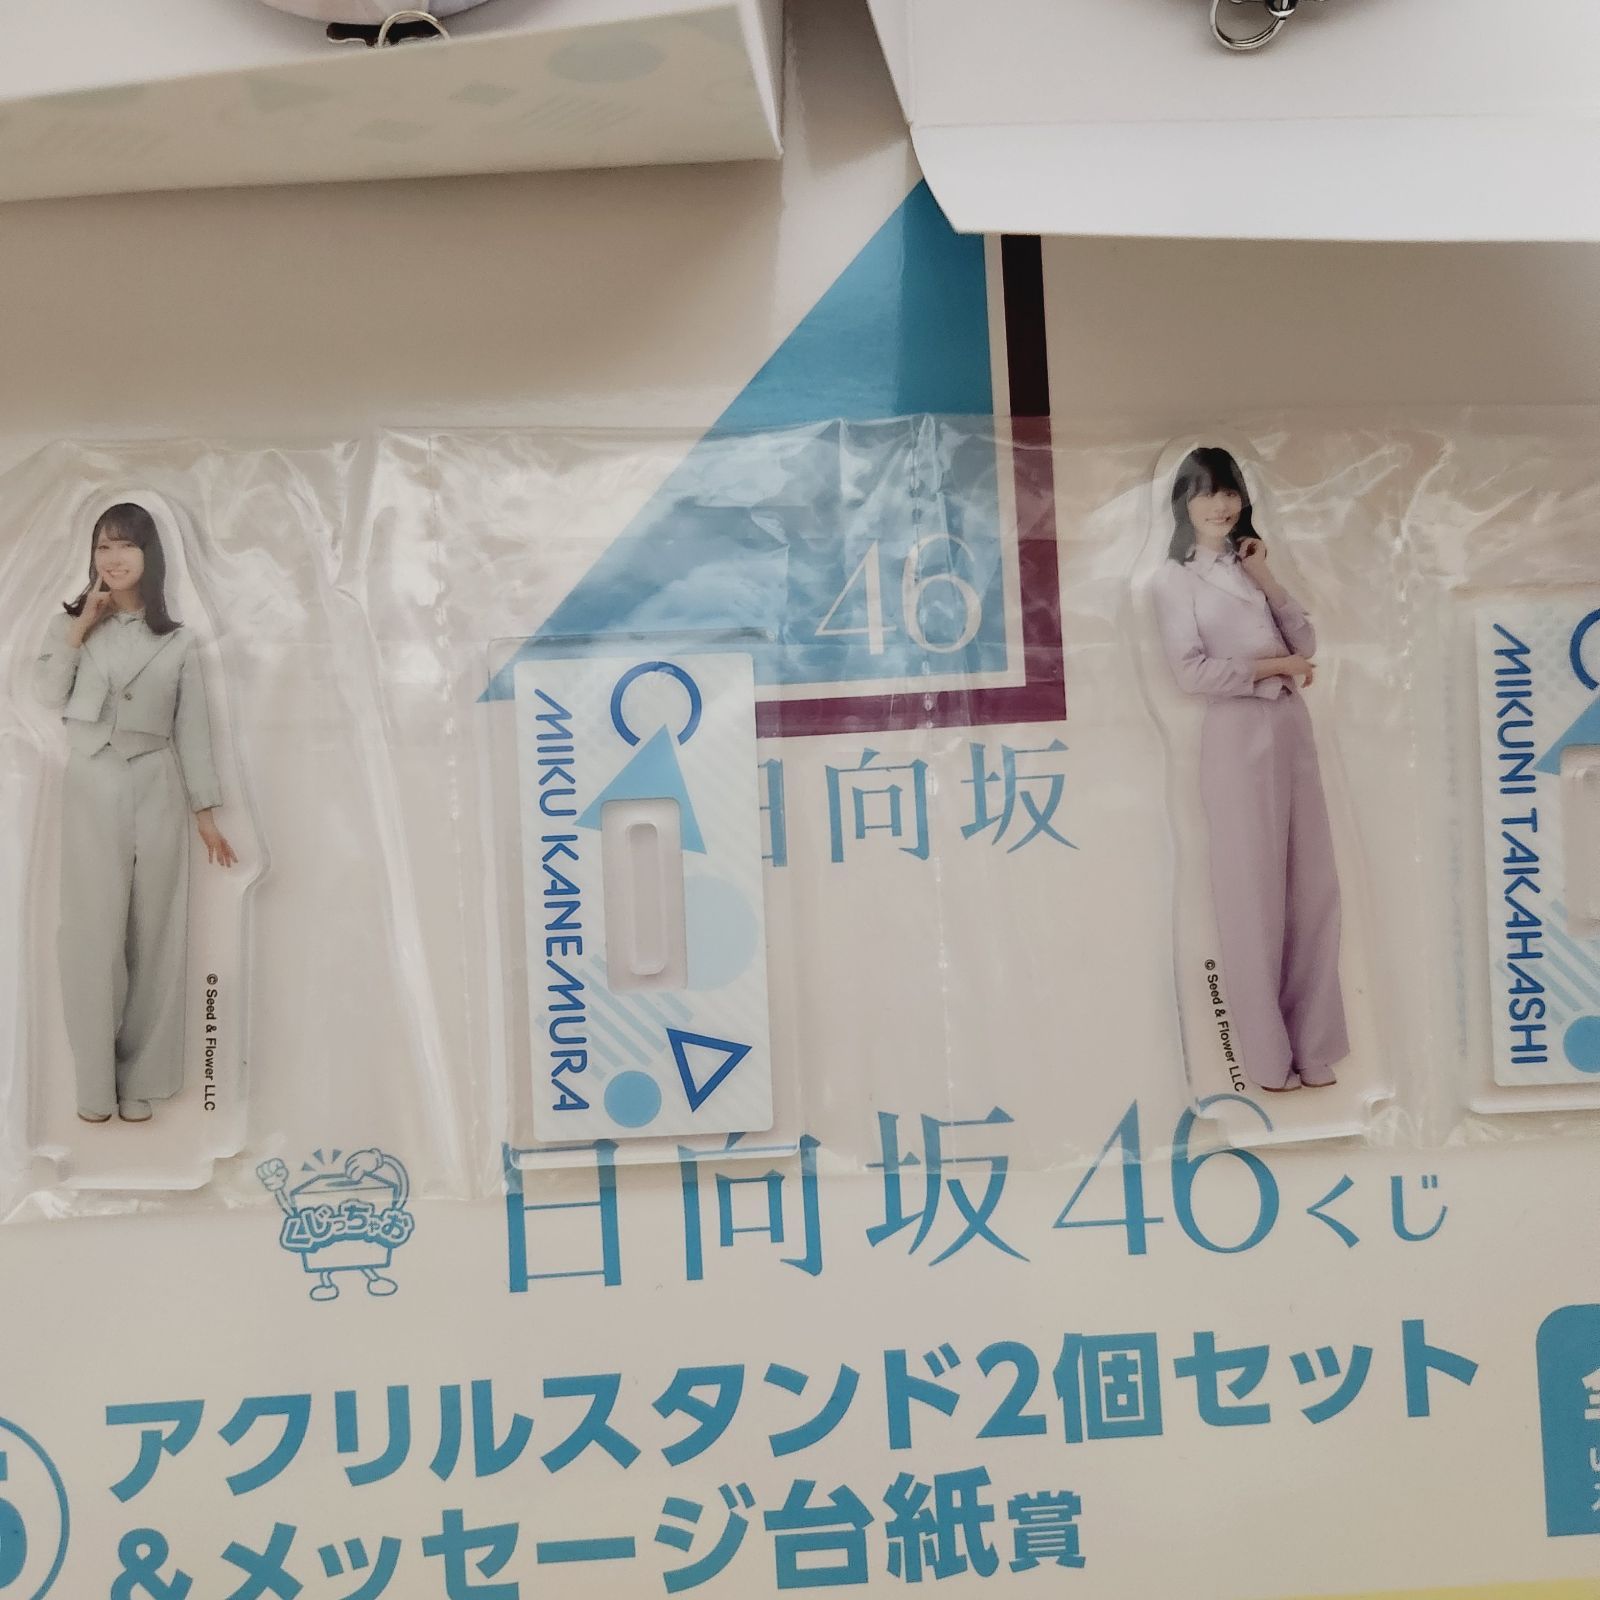 46
日向坂
MIKU KANEMURA
© Seed & Flower LLC
MIKUNI TAKAHASHI
© Seed & Flower LLC
くじっちゃお
日向坂46くじ
アクリルスタンド2個セット
&メッセージ台紙賞